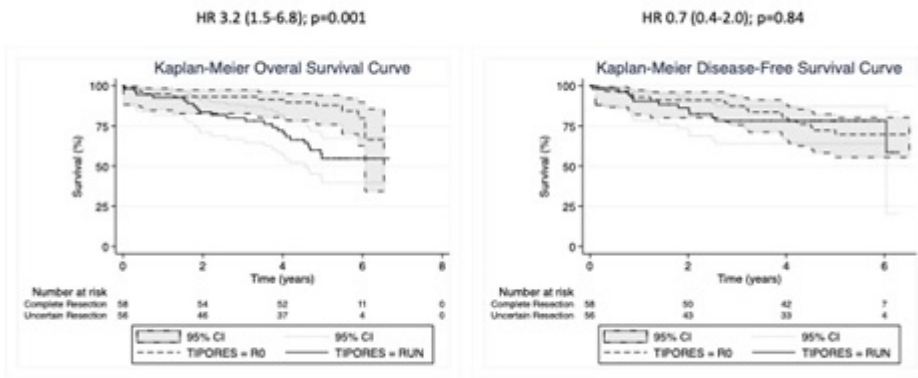 HR 3.2 (1.5-6.8); p=0.001
Kaplan-Meier Overal Survival Curve
Survival (%)
100
75
50
25
0
0 2 4 6 8
Time (years)
Number at risk
Complete Resection 58 54 52 11 0
Uncertain Resection 56 46 37 4 0
95% CI 95% CI
TIPORES = R0 TIPORES = RUN
HR 0.7 (0.4-2.0); p=0.84
Kaplan-Meier Disease-Free Survival Curve
Survival (%)
100
75
50
25
0
0 2 4 6
Time (years)
Number at risk
Complete Resection 58 50 42 7
Uncertain Resection 56 43 33 4
95% CI 95% CI
TIPORES = R0 TIPORES = RUN